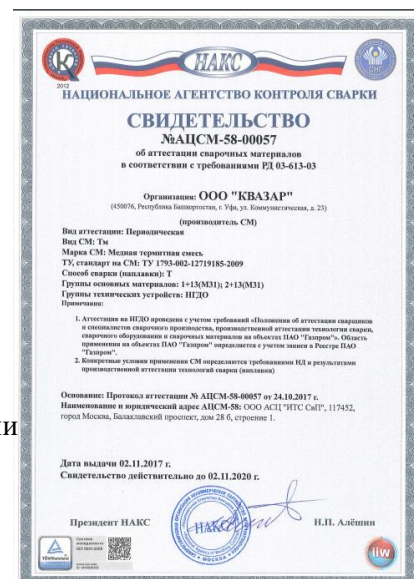 НАКС
СНГ
2012
НАЦИОНАЛЬНОЕ АГЕНТСТВО КОНТРОЛЯ СВАРКИ
СВИДЕТЕЛЬСТВО
№АЦСМ-58-00057
об аттестации сварочных материалов
в соответствии с требованиями РД 03-613-03
Организация: ООО "КВАЗАР"
(450076, Республика Башкортостан, г. Уфа, ул. Коммунистическая, д. 23)
(производитель СМ)
Вид аттестации: Периодическая
Вид СМ: Тм
Марка СМ: Медная термитная смесь
ТУ, стандарт на СМ: ТУ 1793-002-12719185-2009
Способ сварки (наплавки): Т
Группы основных материалов: 1+13(М31); 2+13(М31)
Группы технических устройств: НГДО
Примечания:
1. Аттестация на НГДО проведена с учетом требований «Положения об аттестации сварщиков
и специалистов сварочного производства, производственной аттестации технологии сварки,
сварочного оборудования и сварочных материалов на объектах ПАО "Газпром"». Область
применения на объектах ПАО "Газпром" определяется с учетом записи в Реестре ПАО
"Газпром".
2. Конкретные условия применения СМ определяются требованиями НД и результатами
производственной аттестации технологий сварки (наплавки)
Основание: Протокол аттестации № АЦСМ-58-00057 от 24.10.2017 г.
Наименование и юридический адрес АЦСМ-58: ООО АСЦ "ИТС СвП", 117452,
город Москва, Балаклавский проспект, дом 28 б, строение 1.
и
Дата выдачи 02.11.2017 г.
Свидетельство действительно до 02.11.2020 г.
Президент НАКС
НАКС
Н.П. Алёшин
iiw